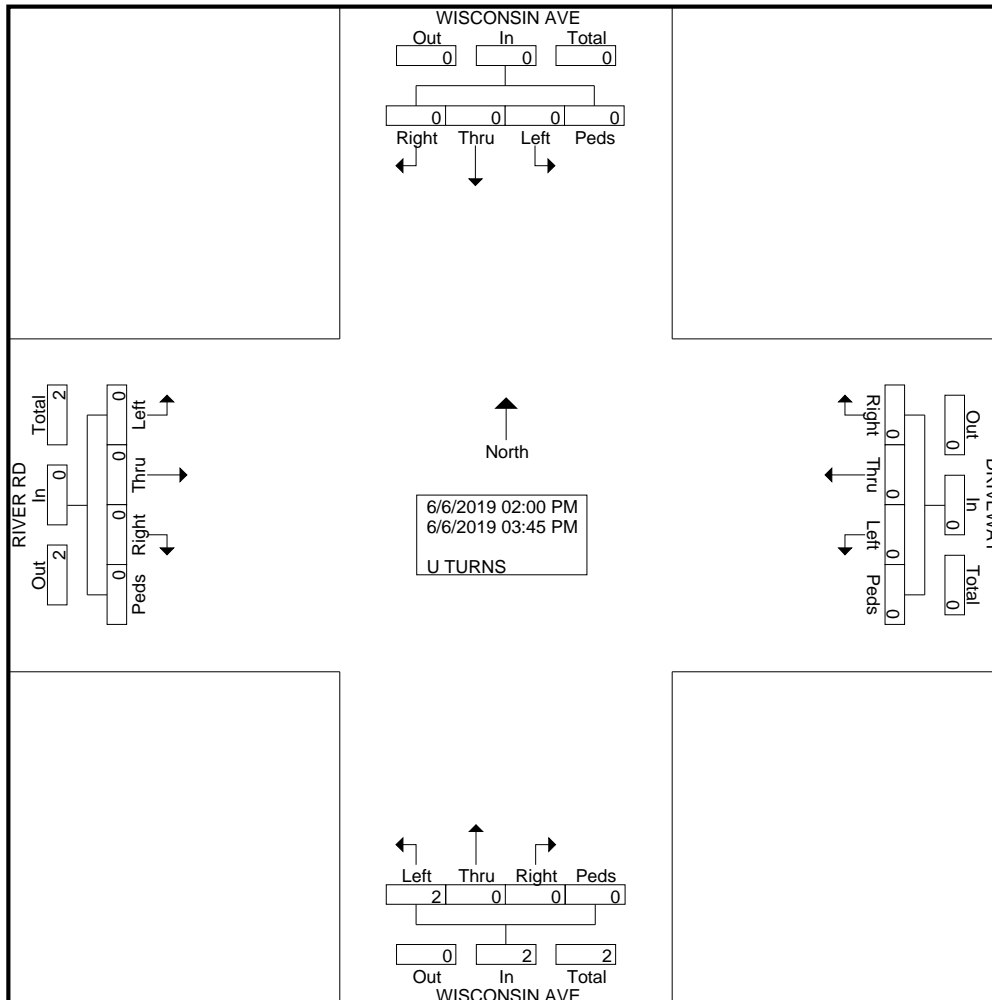 WISCONSIN AVE
Out In Total
0 0 0
0 0 0 0
Right Thru Left Peds
RIVER RD
Out In Total
2 0 2
0 0 0 0
Peds Right Thru Left
North
6/6/2019 02:00 PM
6/6/2019 03:45 PM
U TURNS
Right Thru Left Peds
0 0 0 0
Out In Total
0 0 0
DRIVEWAY
Left Thru Right Peds
2 0 0 0
0 2 2
Out In Total
WISCONSIN AVE